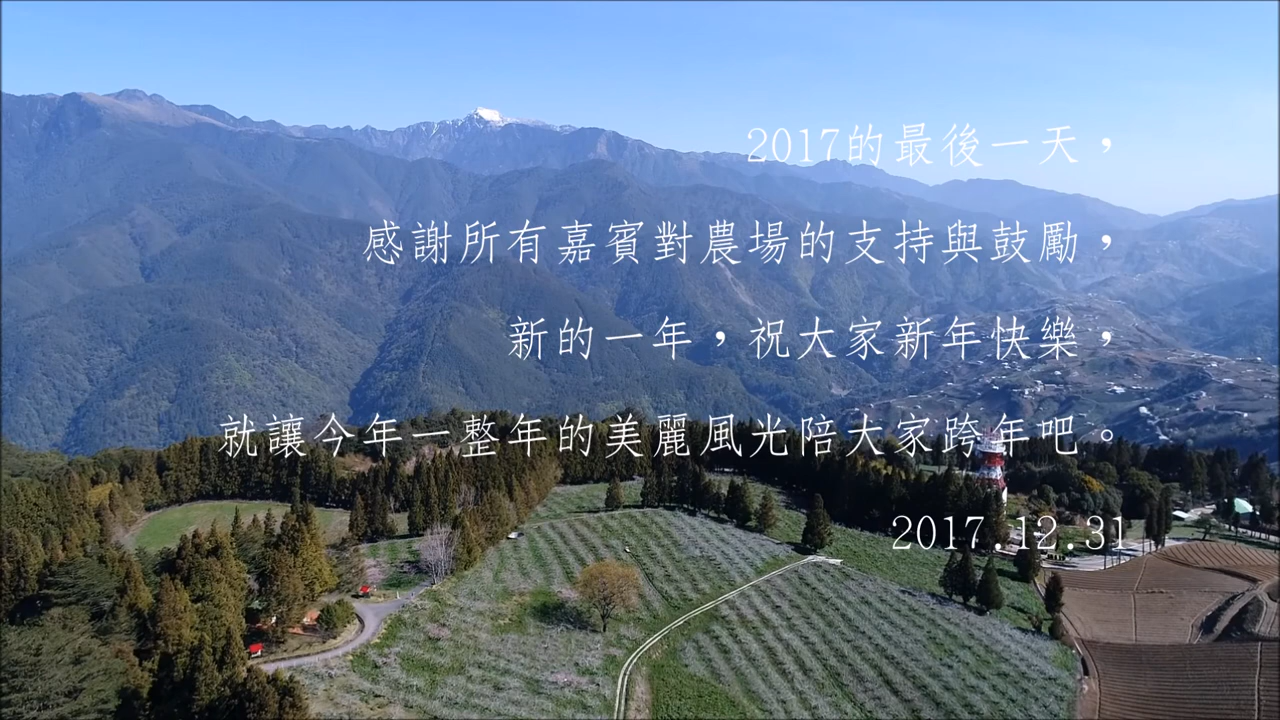 2017的最後一天，
感謝所有嘉賓對農場的支持與鼓勵，
新的一年，祝大家新年快樂，
就讓今年一整年的美麗風光陪大家跨年吧。
2017.12.31